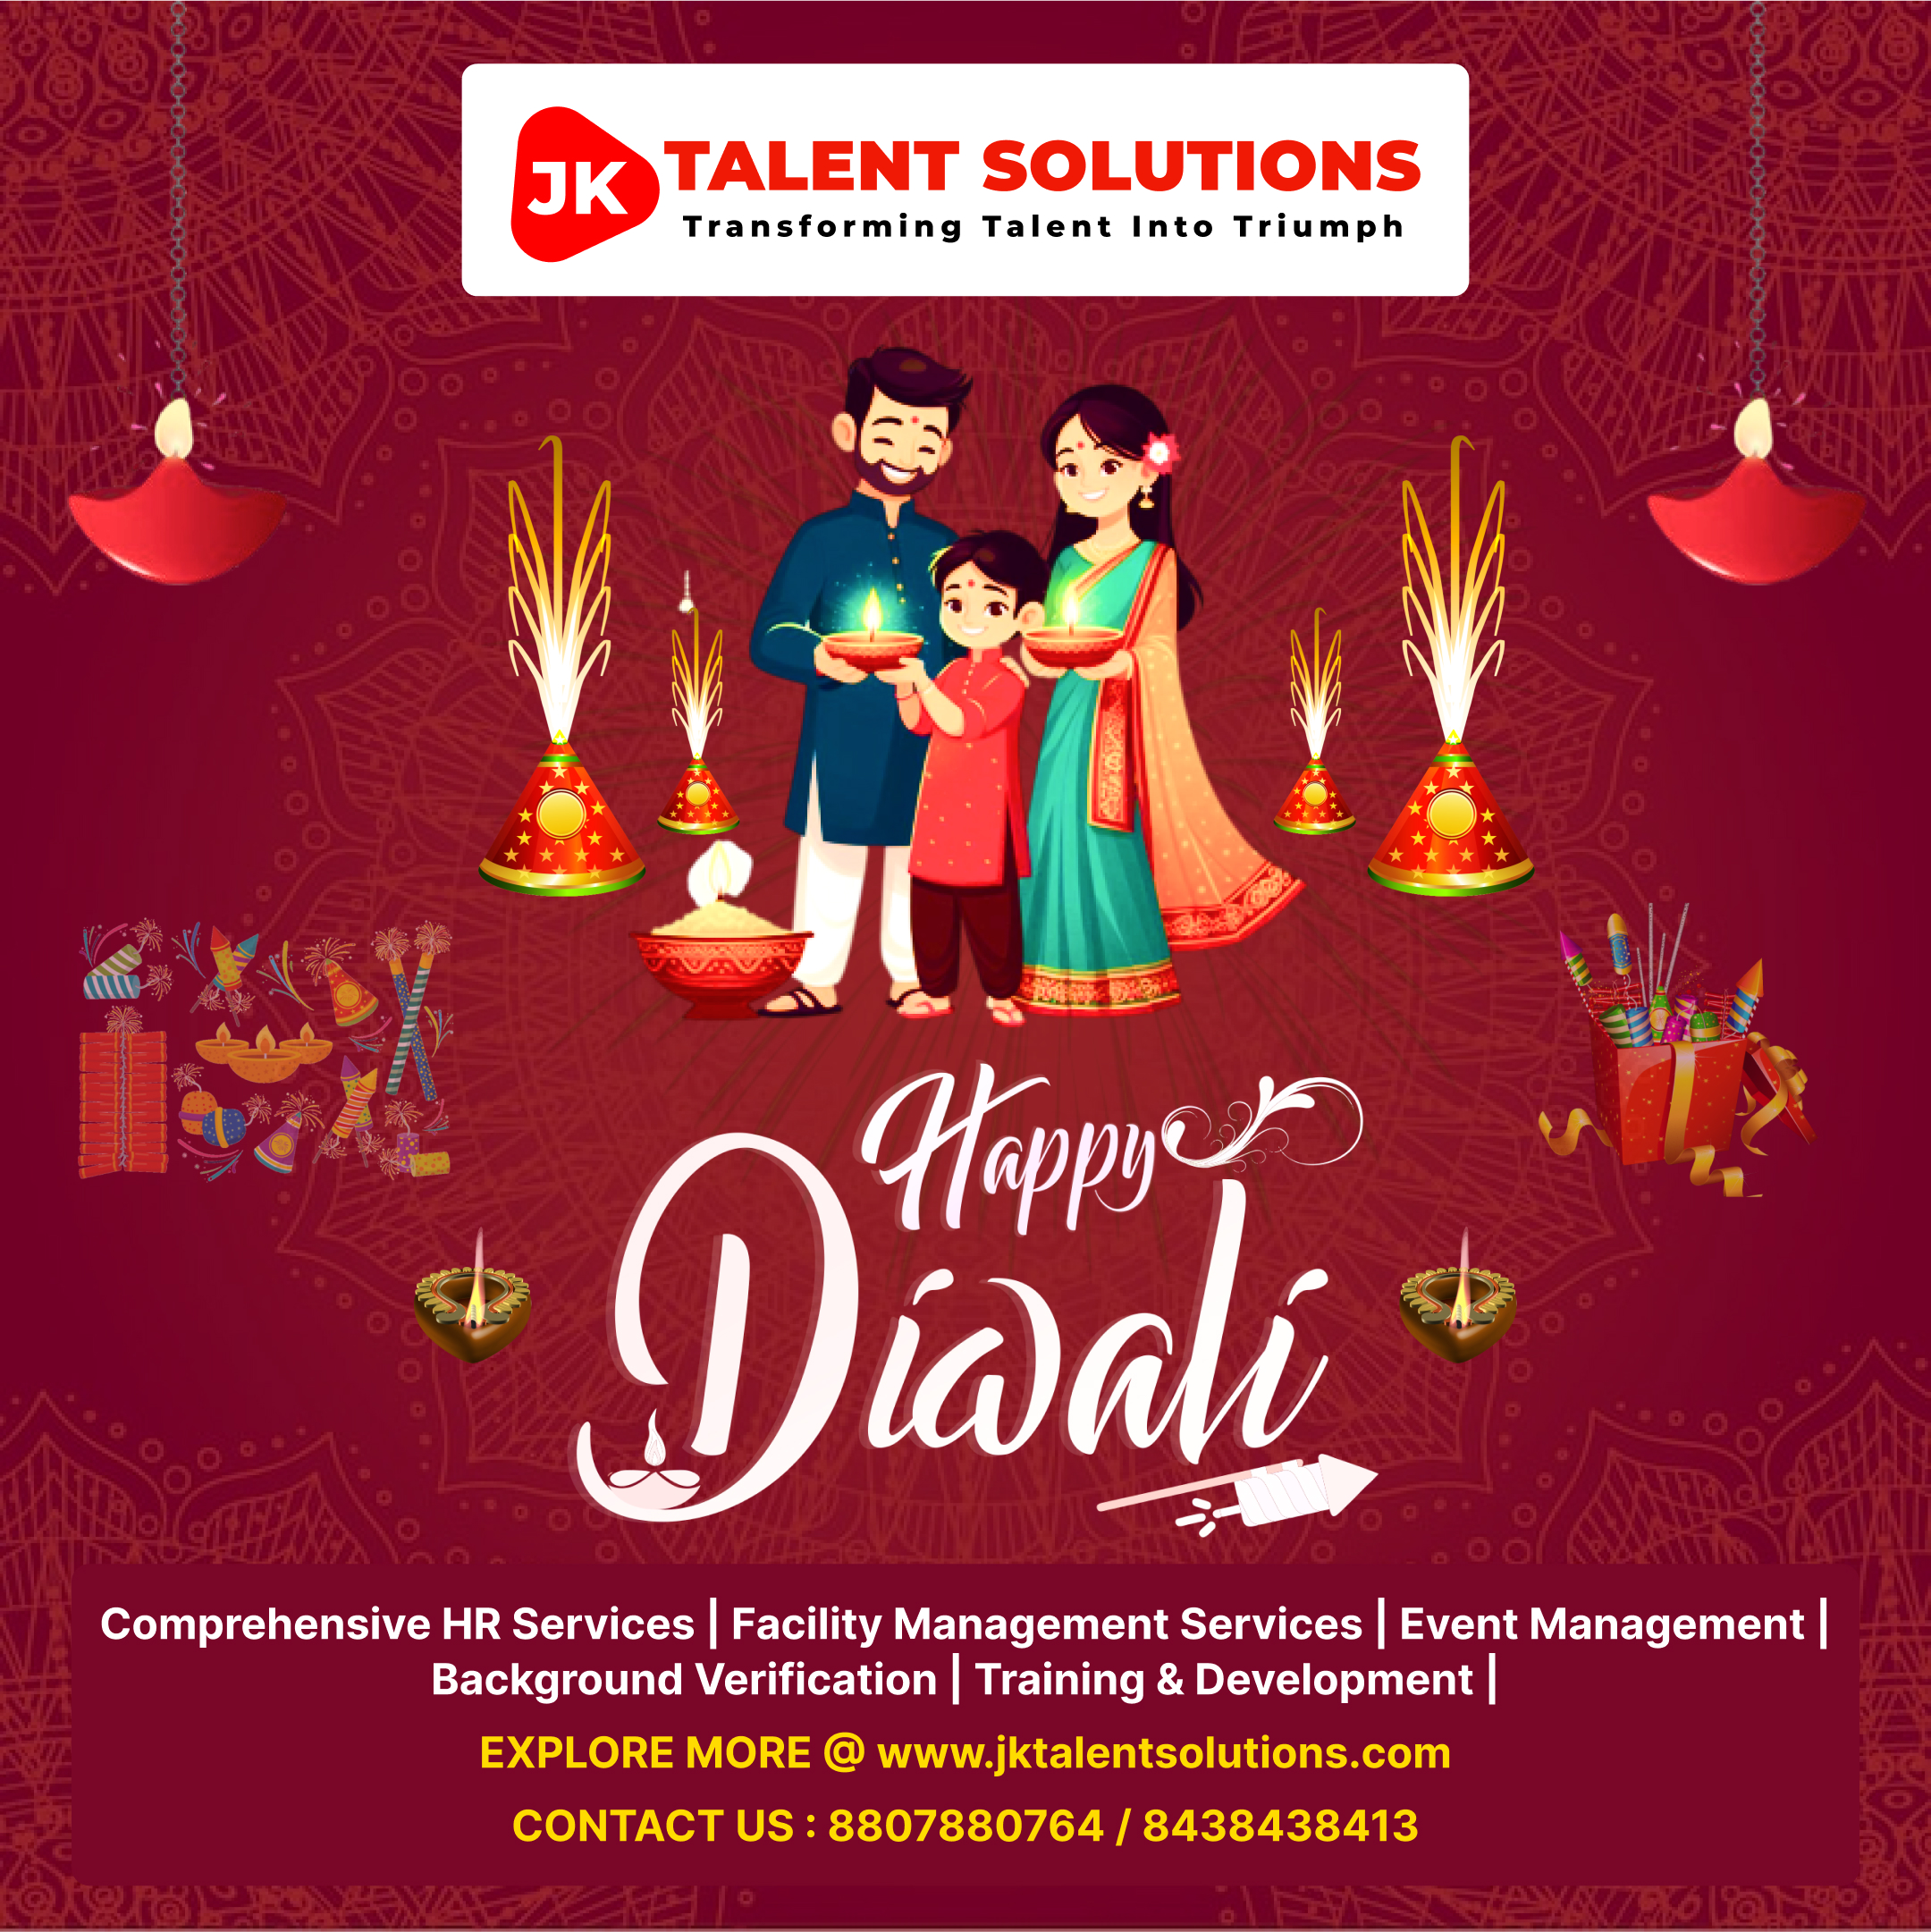 JK
TALENT SOLUTIONS
Transforming Talent Into Triumph
Happy
Diwali
Comprehensive HR Services | Facility Management Services | Event Management |
Background Verification | Training & Development |
EXPLORE MORE @ www.jktalentsolutions.com
CONTACT US : 8807880764 / 8438438413